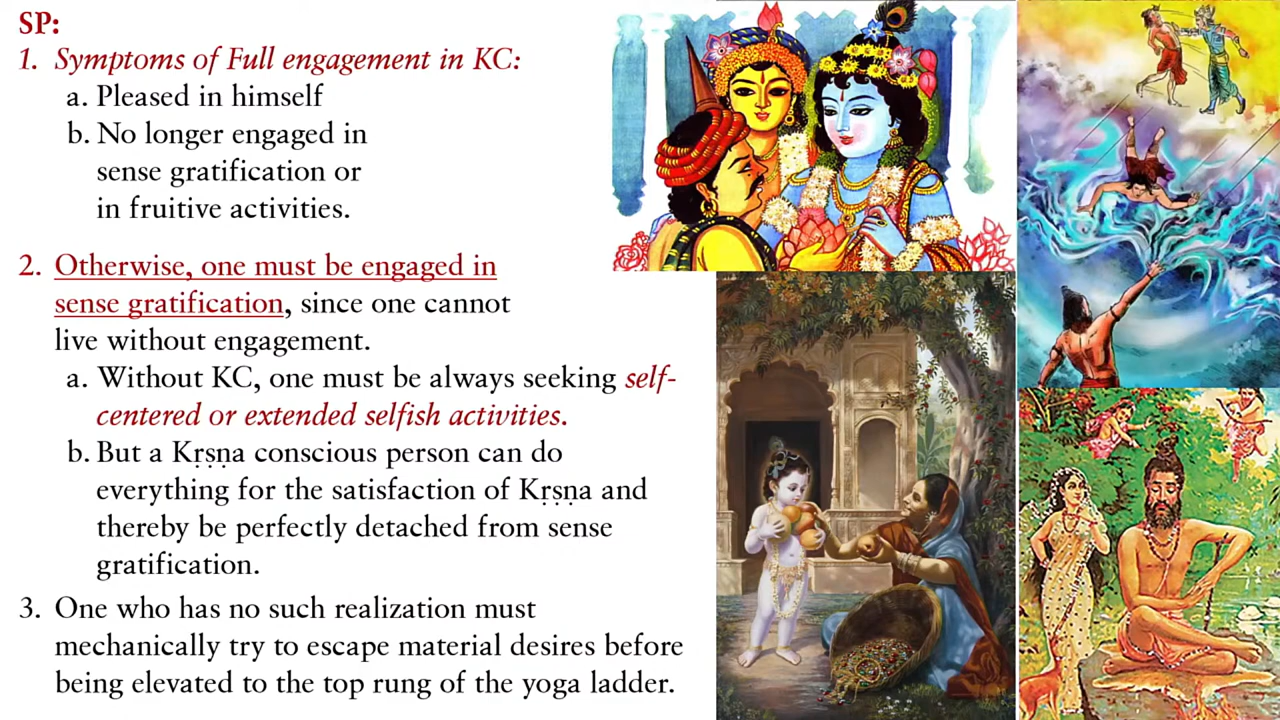 SP:
1. Symptoms of Full engagement in KC:
a. Pleased in himself
b. No longer engaged in
sense gratification or
in fruitive activities.
2. Otherwise, one must be engaged in
sense gratification, since one cannot
live without engagement.
a. Without KC, one must be always seeking self-
centered or extended selfish activities.
b. But a Kṛṣṇa conscious person can do
everything for the satisfaction of Kṛṣṇa and
thereby be perfectly detached from sense
gratification.
3. One who has no such realization must
mechanically try to escape material desires before
being elevated to the top rung of the yoga ladder.